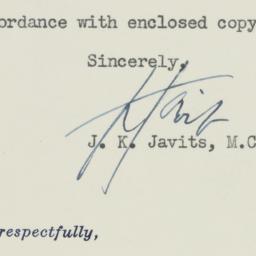 ordance with enclosed copy
Sincerely,
J. K. Javits, M.C
respectfully,